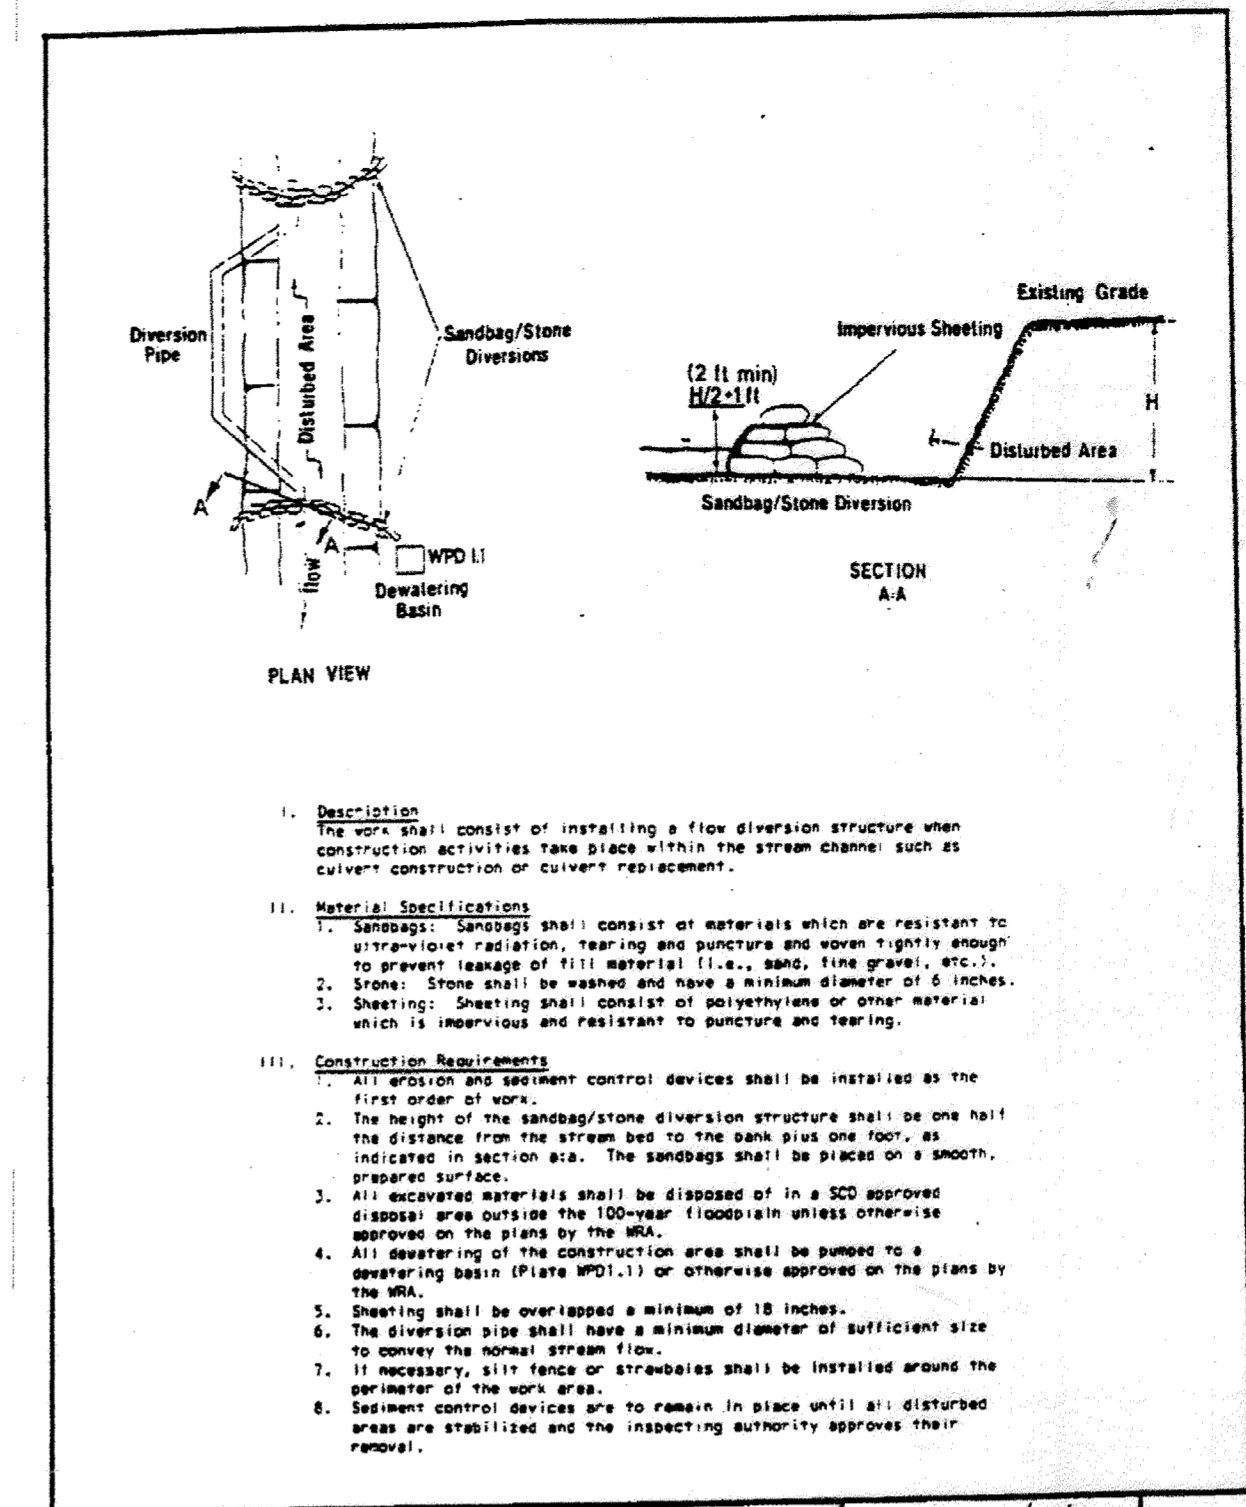 Diversion
Pipe
Disturbed Area
Sandbag/Stone
Diversions
A
A
flow
WPD 1.1
Dewatering
Basin
PLAN VIEW
Existing Grade
Impervious Sheeting
(2 ft min)
H/2+1ft
H
Disturbed Area
Sandbag/Stone Diversion
SECTION
A:A
I. Description
The work shall consist of installing a flow diversion structure when
construction activities take place within the stream channel such as
culvert construction or culvert replacement.
II. Material Specifications
1. Sandbags: Sandbags shall consist of materials which are resistant to
ultra-violet radiation, tearing and puncture and woven tightly enough
to prevent leakage of fill material (i.e., sand, fine gravel, etc.).
2. Stone: Stone shall be washed and have a minimum diameter of 6 inches.
3. Sheeting: Sheeting shall consist of polyethylene or other material
which is impervious and resistant to puncture and tearing.
III. Construction Requirements
1. All erosion and sediment control devices shall be installed as the
first order of work.
2. The height of the sandbag/stone diversion structure shall be one half
the distance from the stream bed to the bank plus one foot, as
indicated in section a:a. The sandbags shall be placed on a smooth,
prepared surface.
3. All excavated materials shall be disposed of in a SCD approved
disposal area outside the 100-year floodplain unless otherwise
approved on the plans by the WRA.
4. All dewatering of the construction area shall be pumped to a
dewatering basin (Plate WPD1.1) or otherwise approved on the plans by
the WRA.
5. Sheeting shall be overlapped a minimum of 18 inches.
6. The diversion pipe shall have a minimum diameter of sufficient size
to convey the normal stream flow.
7. If necessary, silt fence or strawbales shall be installed around the
perimeter of the work area.
8. Sediment control devices are to remain in place until all disturbed
areas are stabilized and the inspecting authority approves their
removal.